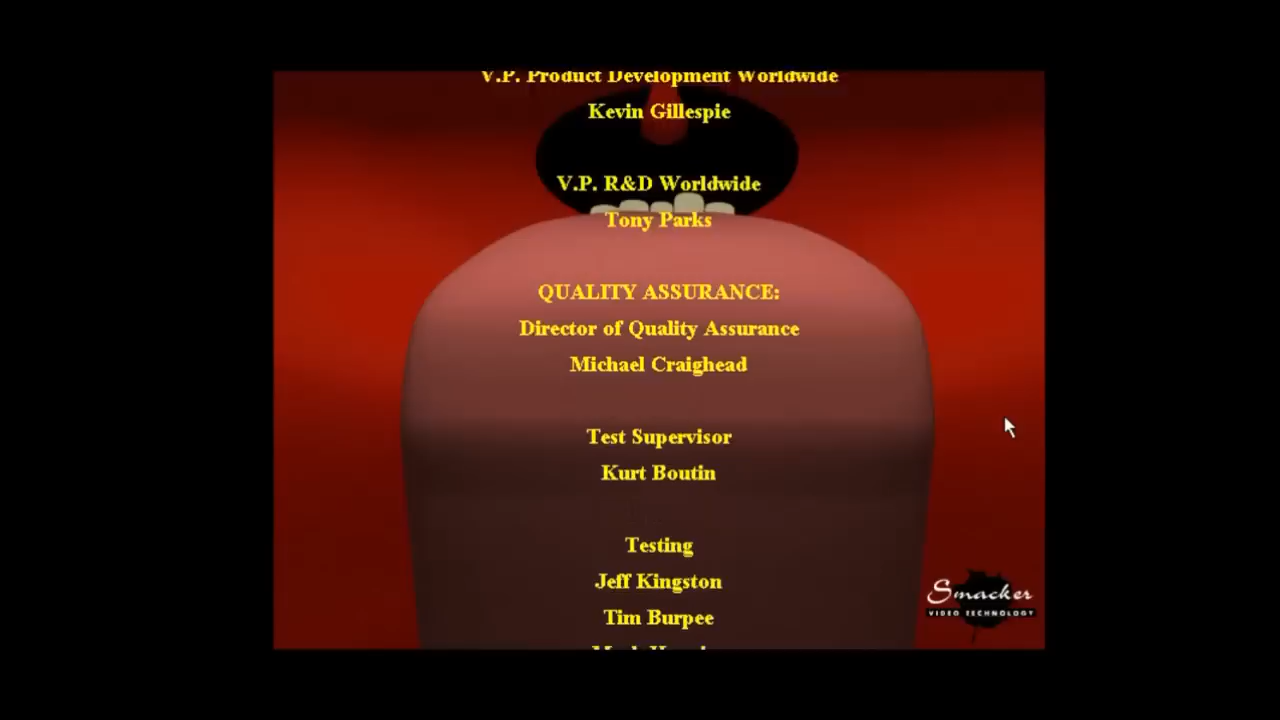 V.P. Product Development Worldwide
Kevin Gillespie
V.P. R&D Worldwide
Tony Parks
QUALITY ASSURANCE:
Director of Quality Assurance
Michael Craighead
Test Supervisor
Kurt Boutin
Testing
Jeff Kingston
Tim Burpee
Smacker
VIDEO TECHNOLOGY